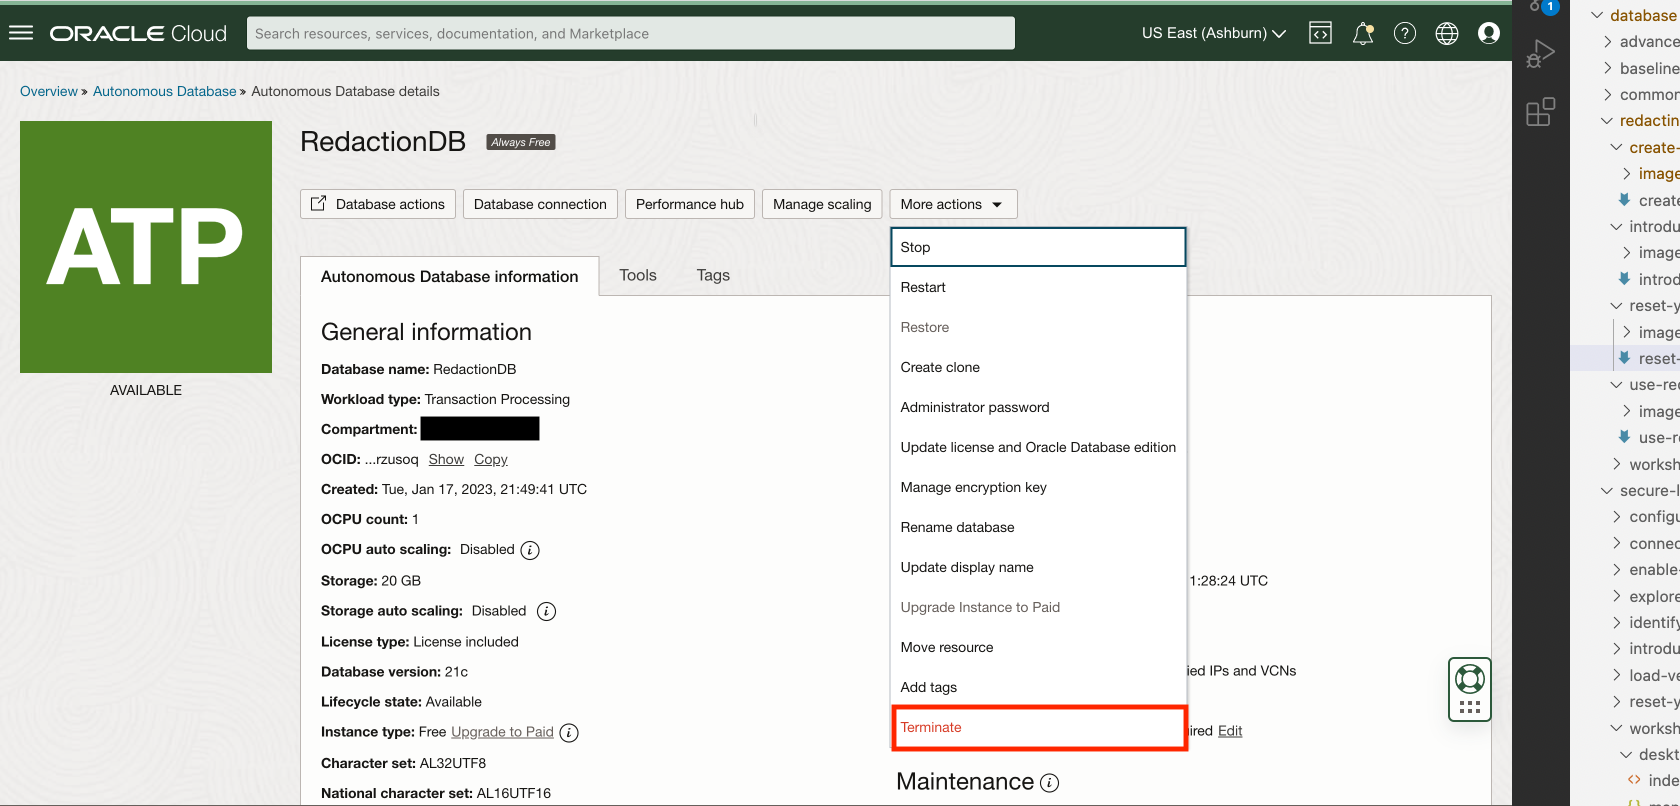 ORACLE Cloud
Search resources, services, documentation, and Marketplace
US East (Ashburn)
1
Overview » Autonomous Database » Autonomous Database details
ATP
AVAILABLE
RedactionDB
Always Free
Database actions
Database connection
Performance hub
Manage scaling
More actions
Stop
Restart
Restore
Create clone
Administrator password
Update license and Oracle Database edition
Manage encryption key
Rename database
Update display name
Upgrade Instance to Paid
Move resource
Add tags
Terminate
Autonomous Database information
Tools
Tags
General information
Database name: RedactionDB
Workload type: Transaction Processing
Compartment:
OCID: ...rzusoq Show Copy
Created: Tue, Jan 17, 2023, 21:49:41 UTC
OCPU count: 1
OCPU auto scaling: Disabled
Storage: 20 GB
Storage auto scaling: Disabled
License type: License included
Database version: 21c
Lifecycle state: Available
Instance type: Free Upgrade to Paid
Character set: AL32UTF8
National character set: AL16UTF16
1:28:24 UTC
ied IPs and VCNs
ired Edit
Maintenance
database
advance
baseline
common
redactin
create-
image
create
introdu
image
introd
reset-y
image
reset-
use-red
image
use-re
worksh
secure-l
configu
connec
enable-
explore
identify
introdu
load-ve
reset-y
worksh
deskt
inde